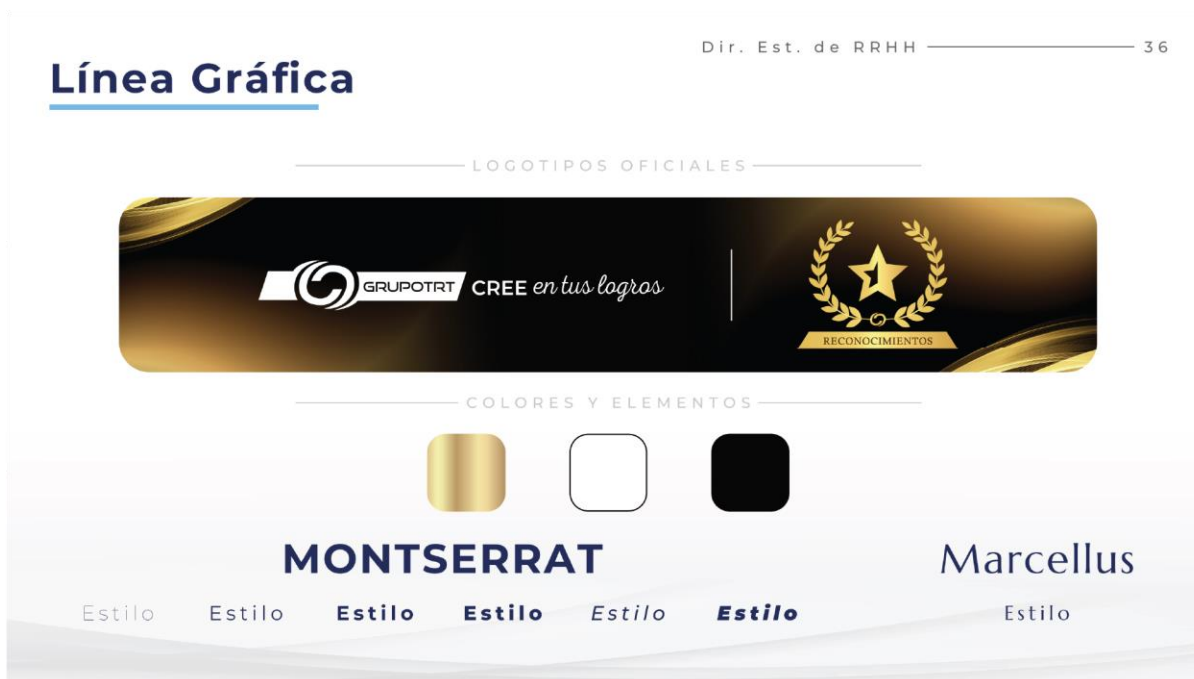 Dir. Est. de RRHH 36
Línea Gráfica
LOGOTIPOS OFICIALES
GRUPOTRT CREE en tus logros
RECONOCIMIENTOS
COLORES Y ELEMENTOS
MONTSERRAT Marcellus
Estilo Estilo Estilo Estilo Estilo Estilo Estilo